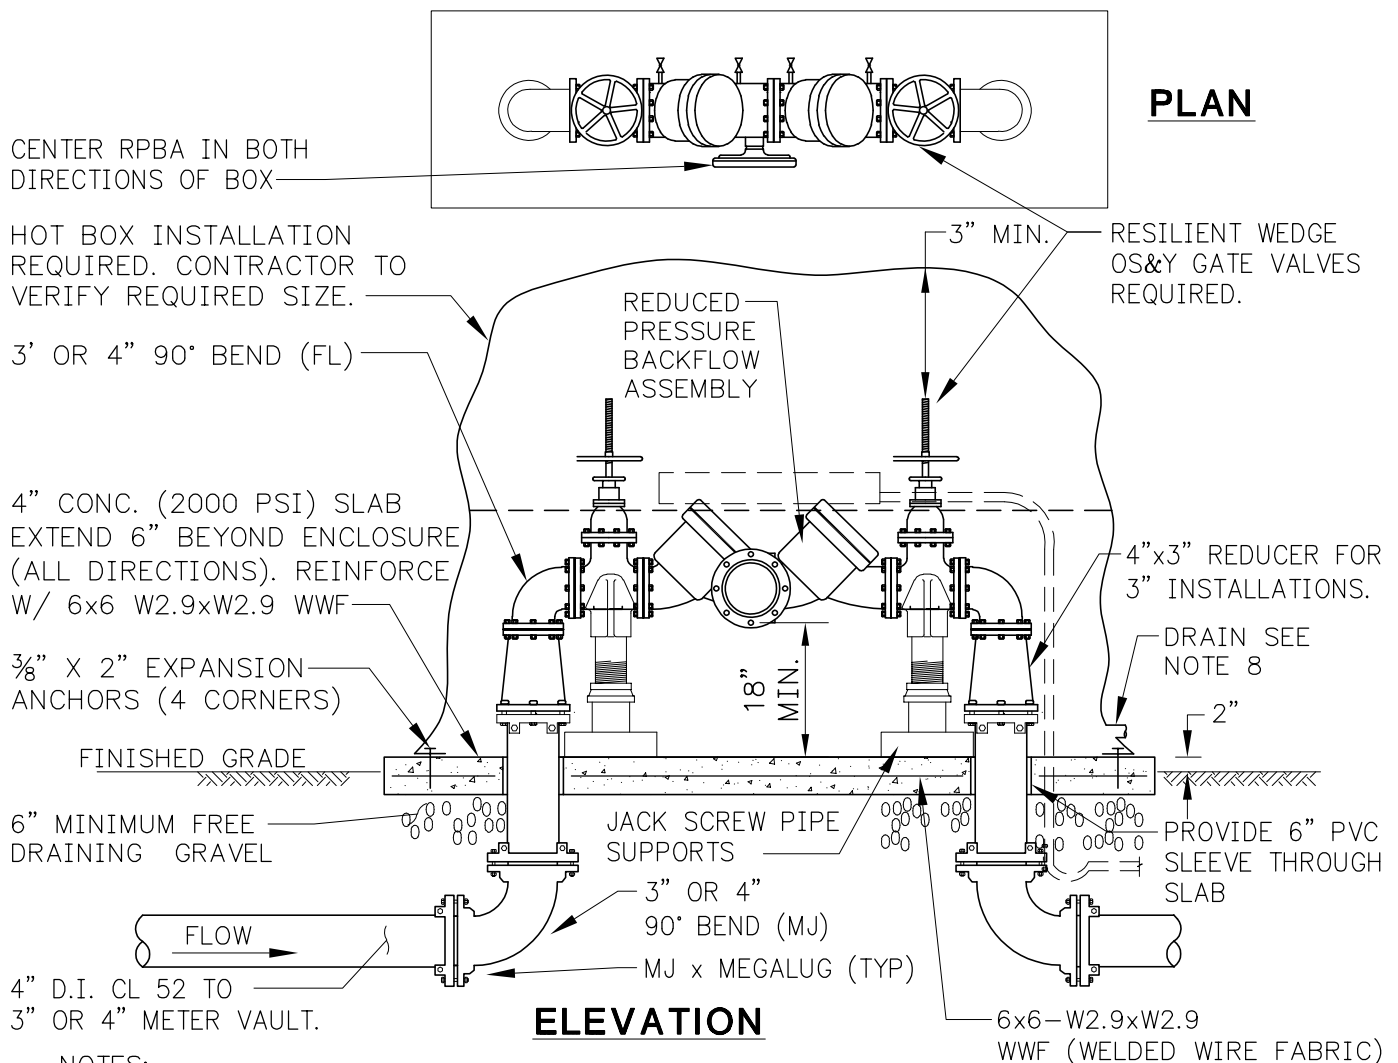 PLAN
CENTER RPBA IN BOTH
DIRECTIONS OF BOX
HOT BOX INSTALLATION
REQUIRED. CONTRACTOR TO
VERIFY REQUIRED SIZE.
3" MIN.
RESILIENT WEDGE
OS&Y GATE VALVES
REQUIRED.
REDUCED
PRESSURE
BACKFLOW
ASSEMBLY
3' OR 4" 90° BEND (FL)
4" CONC. (2000 PSI) SLAB
EXTEND 6" BEYOND ENCLOSURE
(ALL DIRECTIONS). REINFORCE
W/ 6x6 W2.9xW2.9 WWF
4"x3" REDUCER FOR
3" INSTALLATIONS.
DRAIN SEE
NOTE 8
⅜" X 2" EXPANSION
ANCHORS (4 CORNERS)
18"
MIN.
2"
FINISHED GRADE
6" MINIMUM FREE
DRAINING GRAVEL
JACK SCREW PIPE
SUPPORTS
PROVIDE 6" PVC
SLEEVE THROUGH
SLAB
3" OR 4"
90° BEND (MJ)
FLOW
MJ x MEGALUG (TYP)
4" D.I. CL 52 TO
3" OR 4" METER VAULT.
ELEVATION
6x6-W2.9xW2.9
WWF (WELDED WIRE FABRIC)
NOTES: